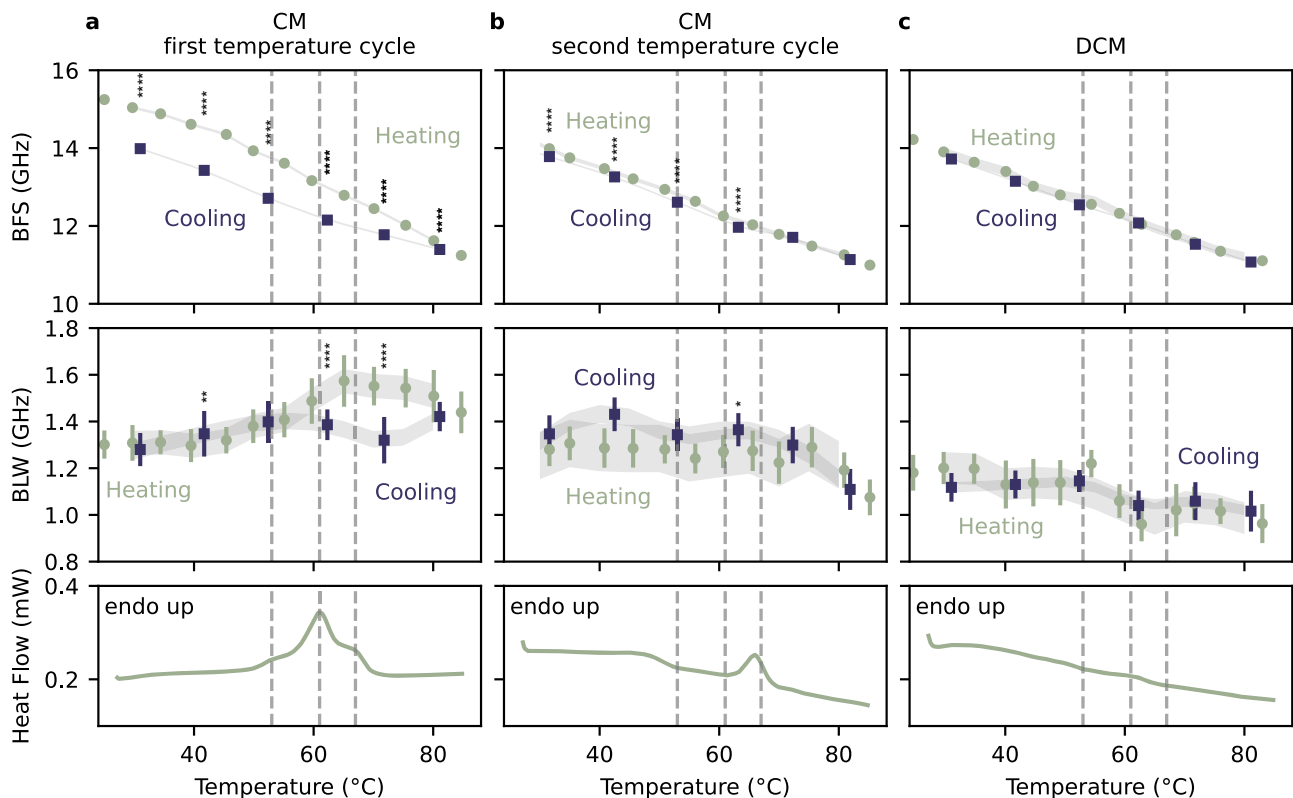 a
CM
first temperature cycle
b
CM
second temperature cycle
c
DCM
BFS (GHz)
16
14
12
10
Heating
Cooling
****
****
****
****
****
****
Heating
Cooling
****
****
****
****
Heating
Cooling
BLW (GHz)
1.8
1.6
1.4
1.2
1.0
0.8
Heating
Cooling
**
****
****
Cooling
Heating
*
Cooling
Heating
Heat Flow (mW)
0.4
0.2
endo up
endo up
endo up
40
60
80
40
60
80
40
60
80
Temperature (°C)
Temperature (°C)
Temperature (°C)